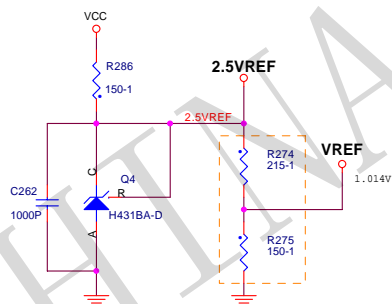 VCC
R286
150-1
2.5VREF
2.5VREF
R274
215-1
VREF
1.014V
C262
1000P
C
Q4
R
H431BA-D
A
R275
150-1
HINA